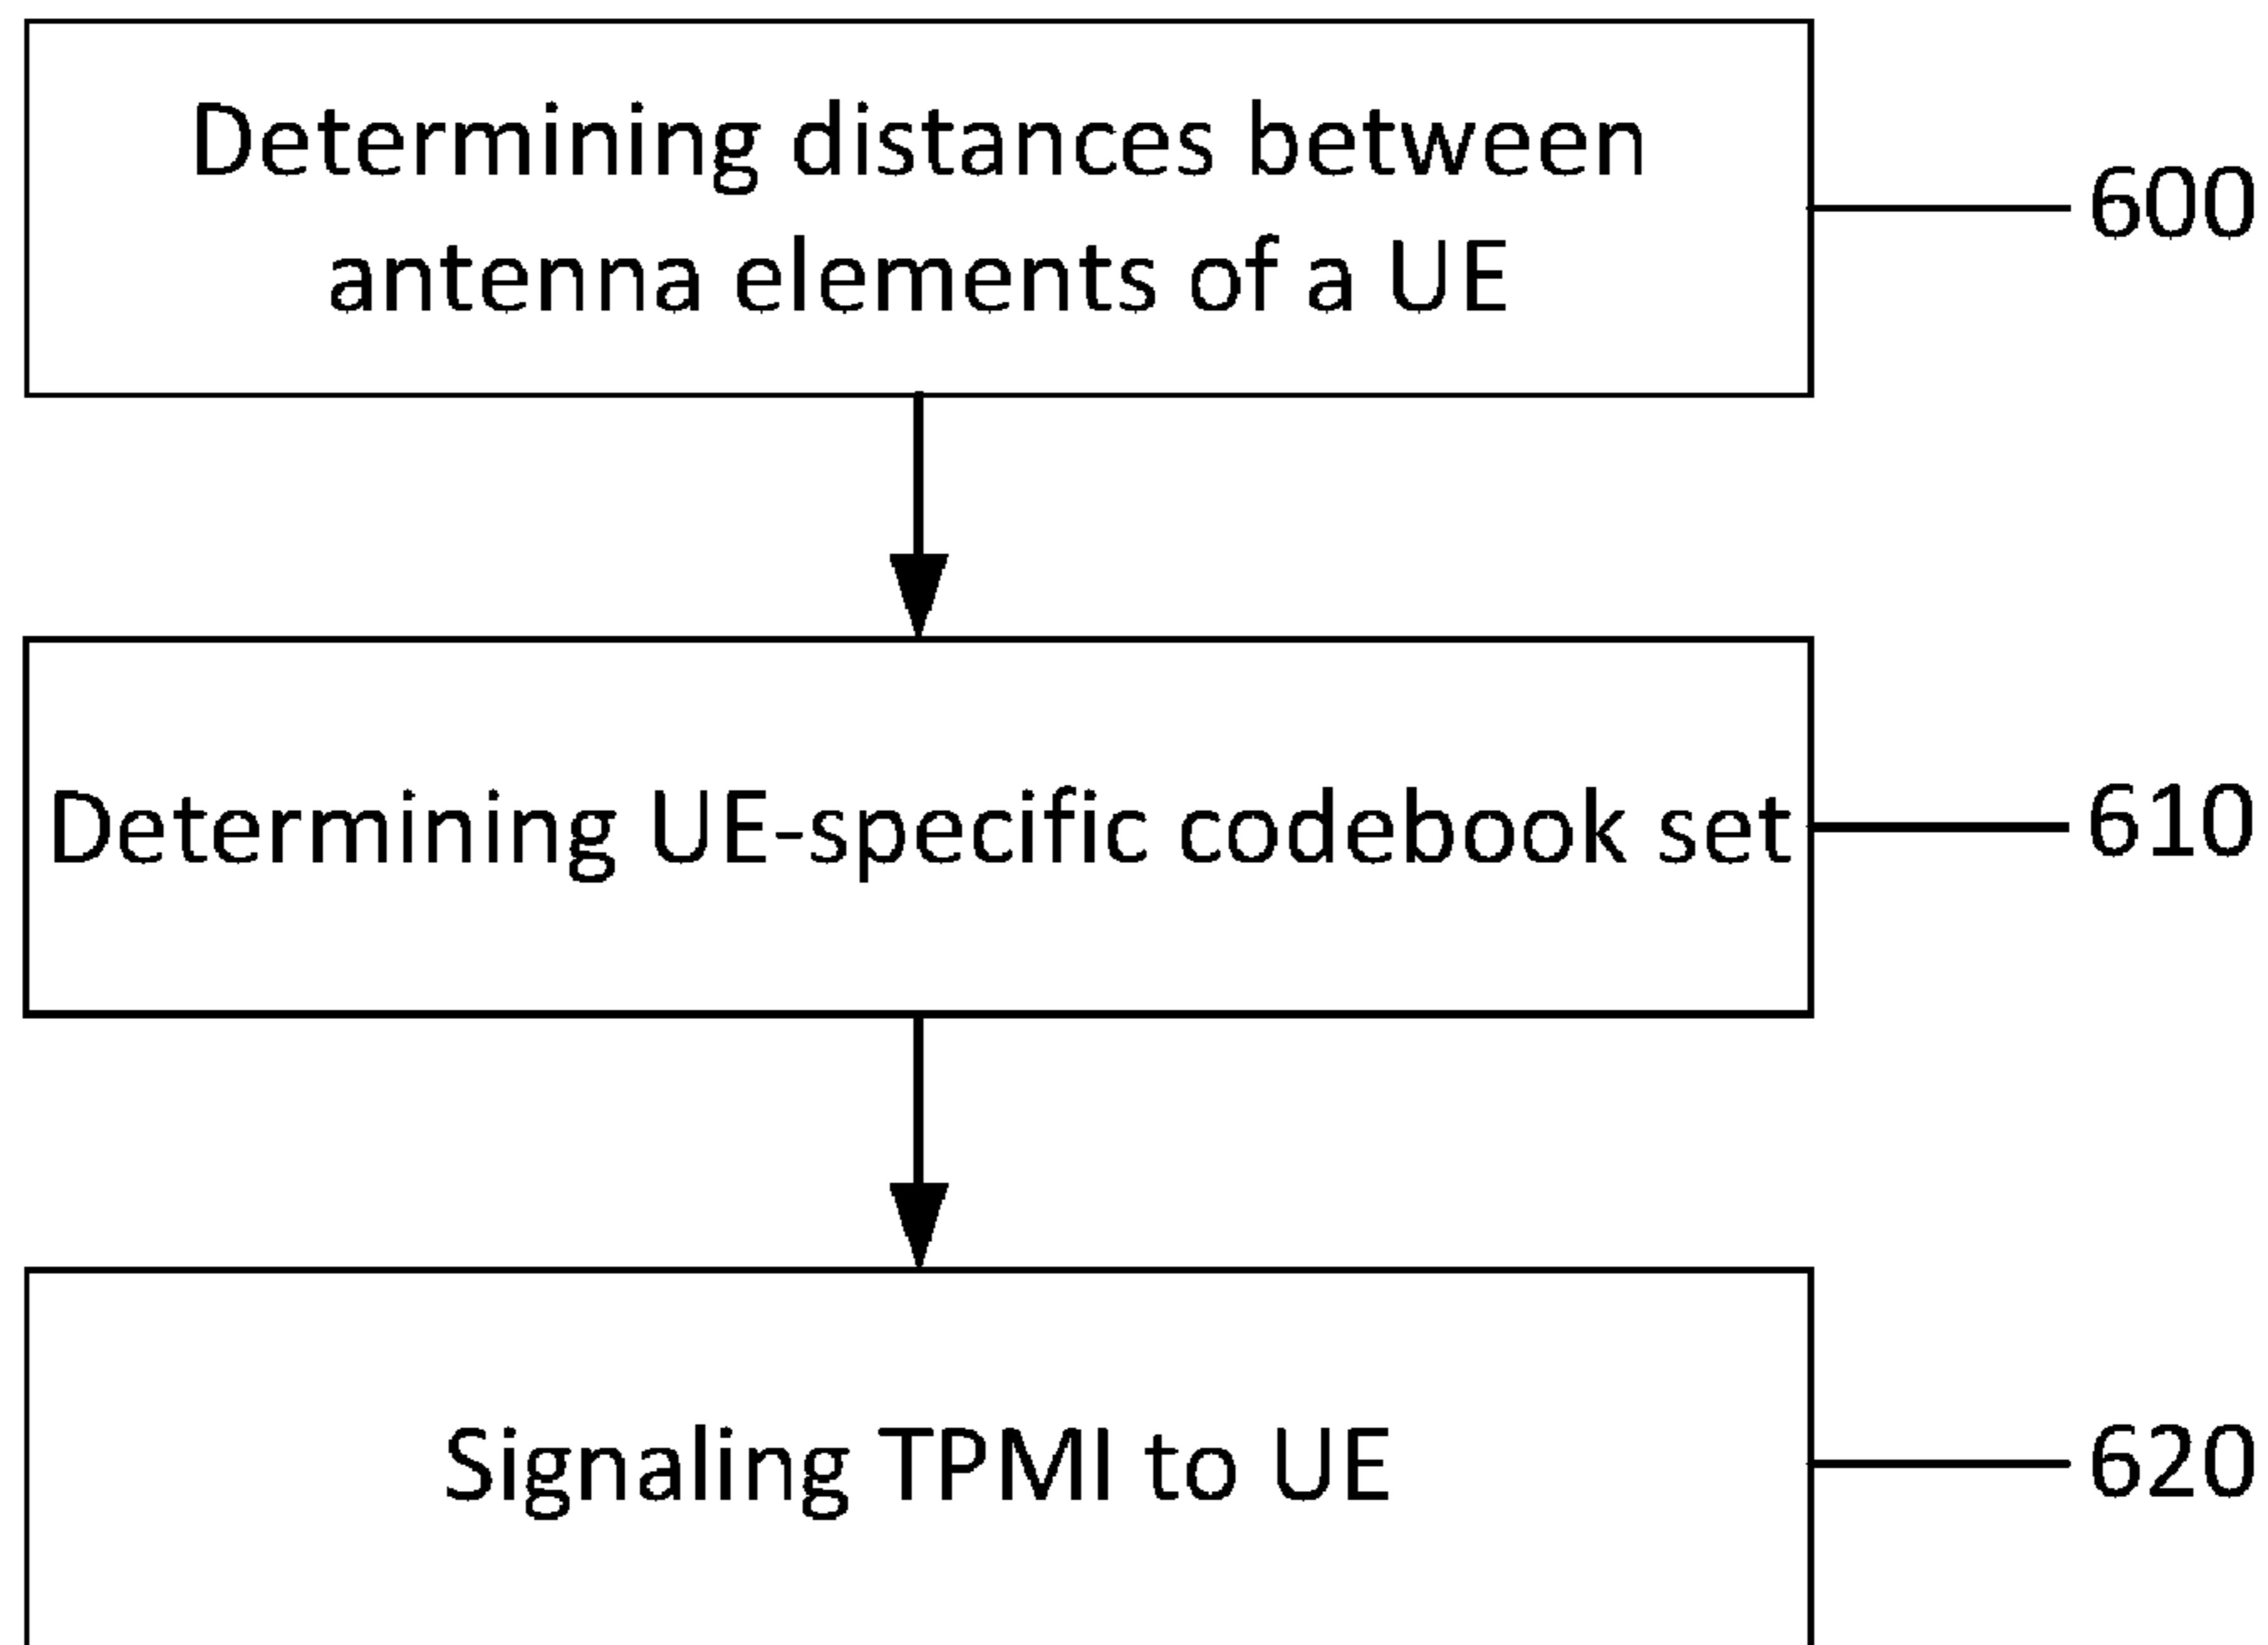 Determining distances between
antenna elements of a UE
600
Determining UE-specific codebook set
610
Signaling TPMI to UE
620